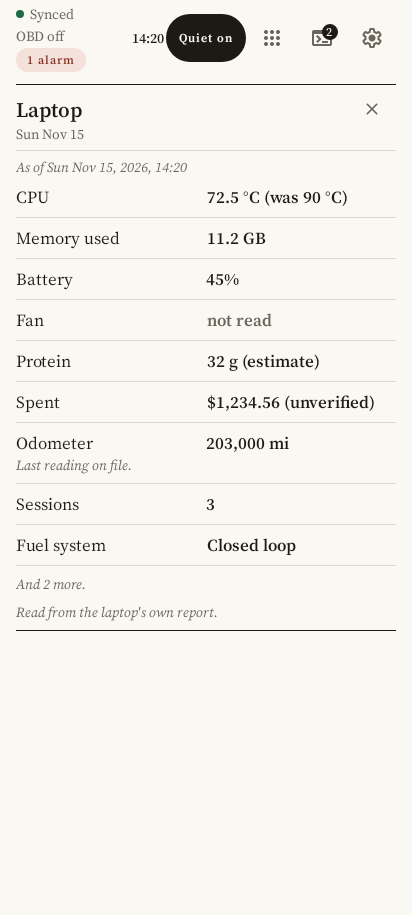 Synced
OBD off
1 alarm
14:20
Quiet on
2
Laptop
Sun Nov 15
As of Sun Nov 15, 2026, 14:20
CPU 72.5 °C (was 90 °C)
Memory used 11.2 GB
Battery 45%
Fan not read
Protein 32 g (estimate)
Spent $1,234.56 (unverified)
Odometer 203,000 mi
Last reading on file.
Sessions 3
Fuel system Closed loop
And 2 more.
Read from the laptop's own report.